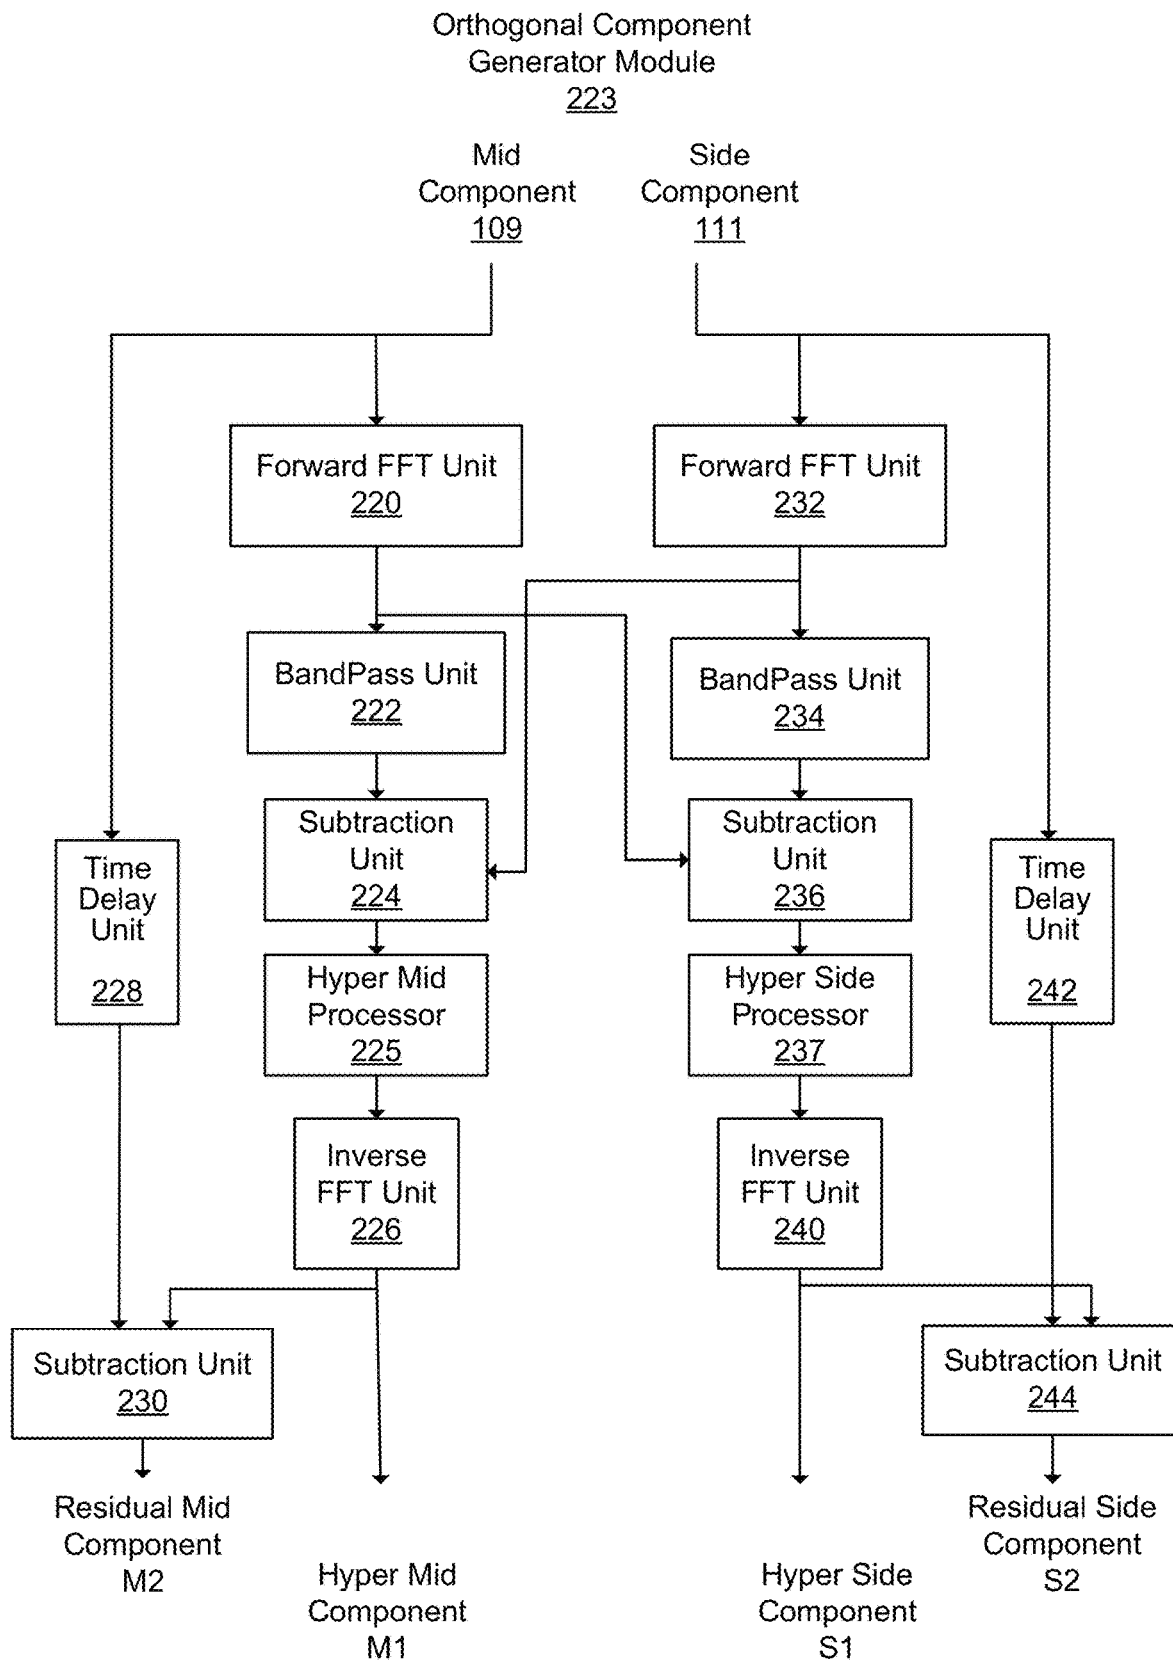 Orthogonal Component
Generator Module
223
Mid
Component
109
Side
Component
111
Forward FFT Unit
220
Forward FFT Unit
232
BandPass Unit
222
BandPass Unit
234
Subtraction
Unit
224
Subtraction
Unit
236
Time
Delay
Unit
228
Time
Delay
Unit
242
Hyper Mid
Processor
225
Hyper Side
Processor
237
Inverse
FFT Unit
226
Inverse
FFT Unit
240
Subtraction Unit
230
Subtraction Unit
244
Residual Mid
Component
M2
Hyper Mid
Component
M1
Hyper Side
Component
S1
Residual Side
Component
S2